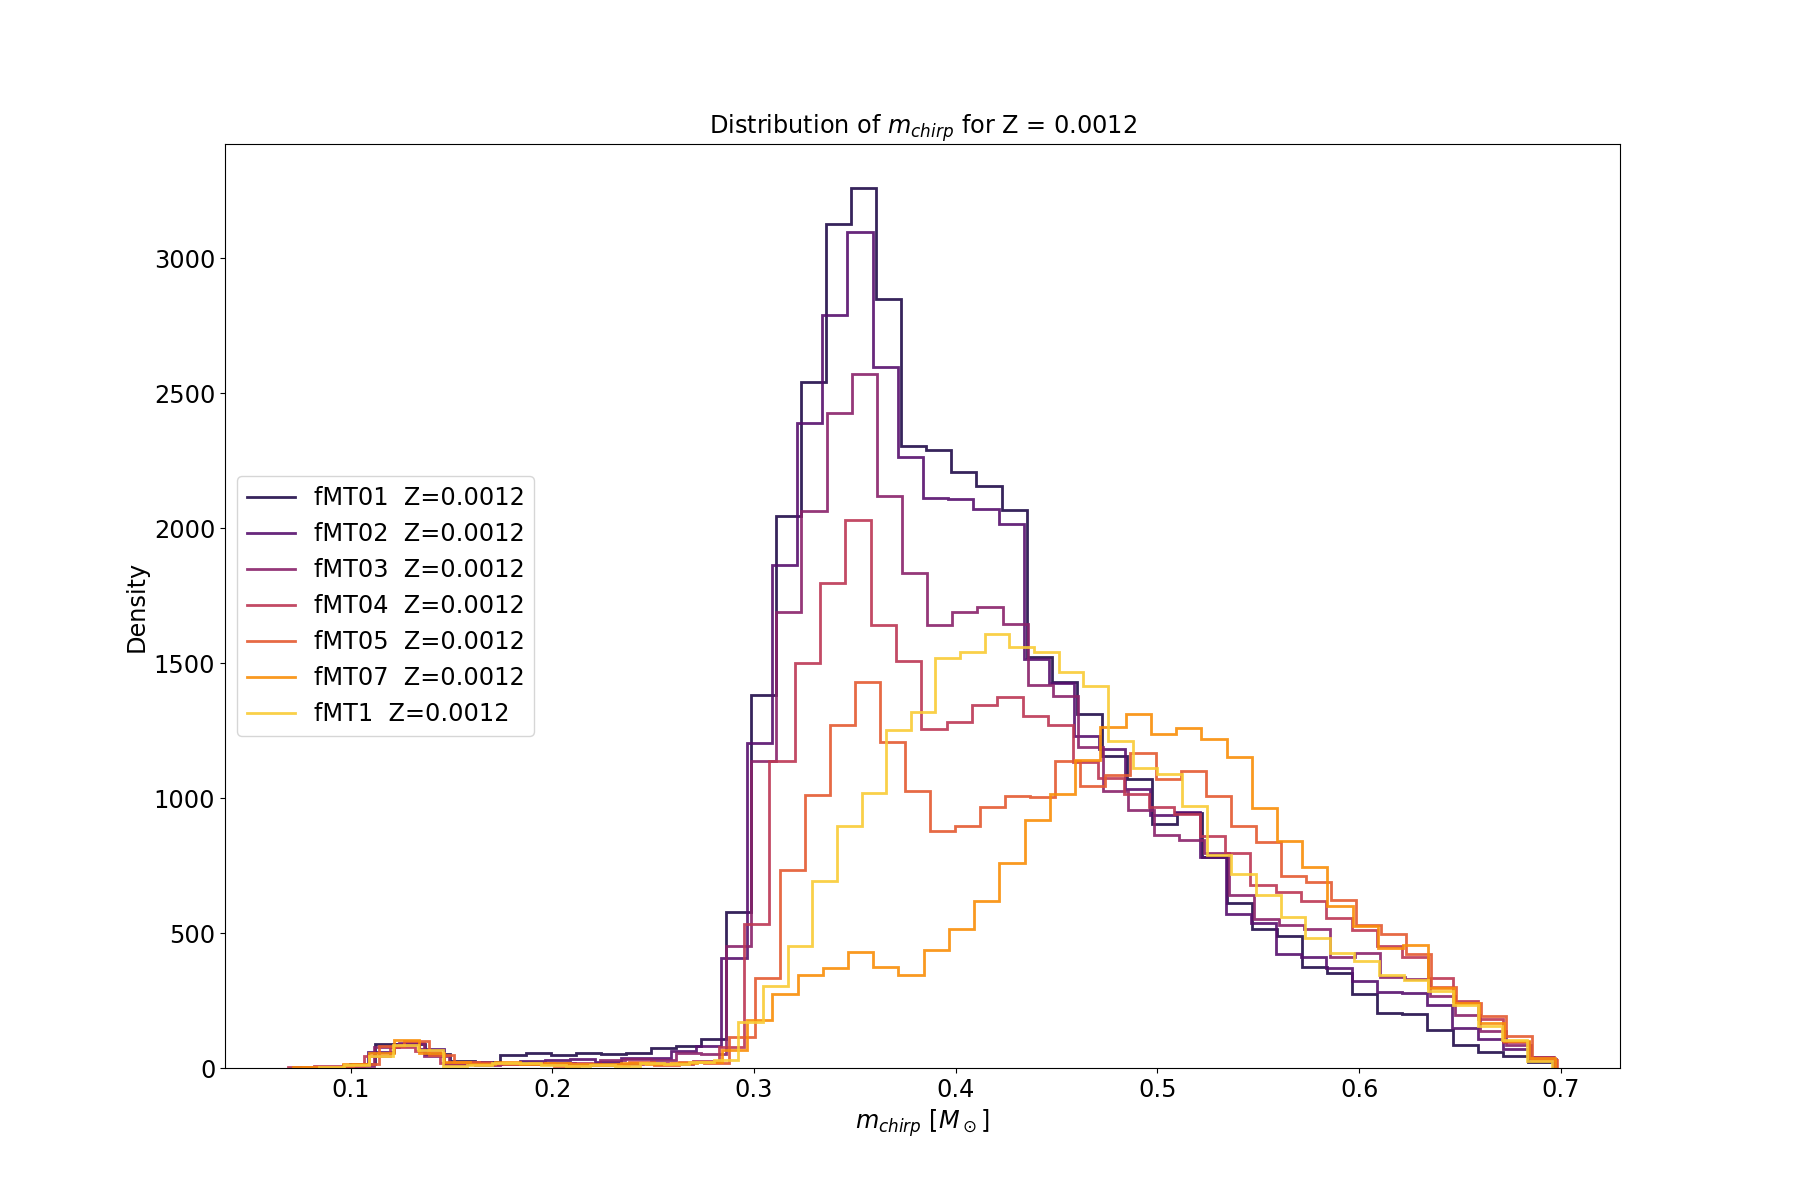 Distribution of m_chirp for Z = 0.0012
3000
2500
2000
1500
1000
500
0
Density
fMT01 Z=0.0012
fMT02 Z=0.0012
fMT03 Z=0.0012
fMT04 Z=0.0012
fMT05 Z=0.0012
fMT07 Z=0.0012
fMT1 Z=0.0012
0.1 0.2 0.3 0.4 0.5 0.6 0.7
m_chirp [M_⊙]